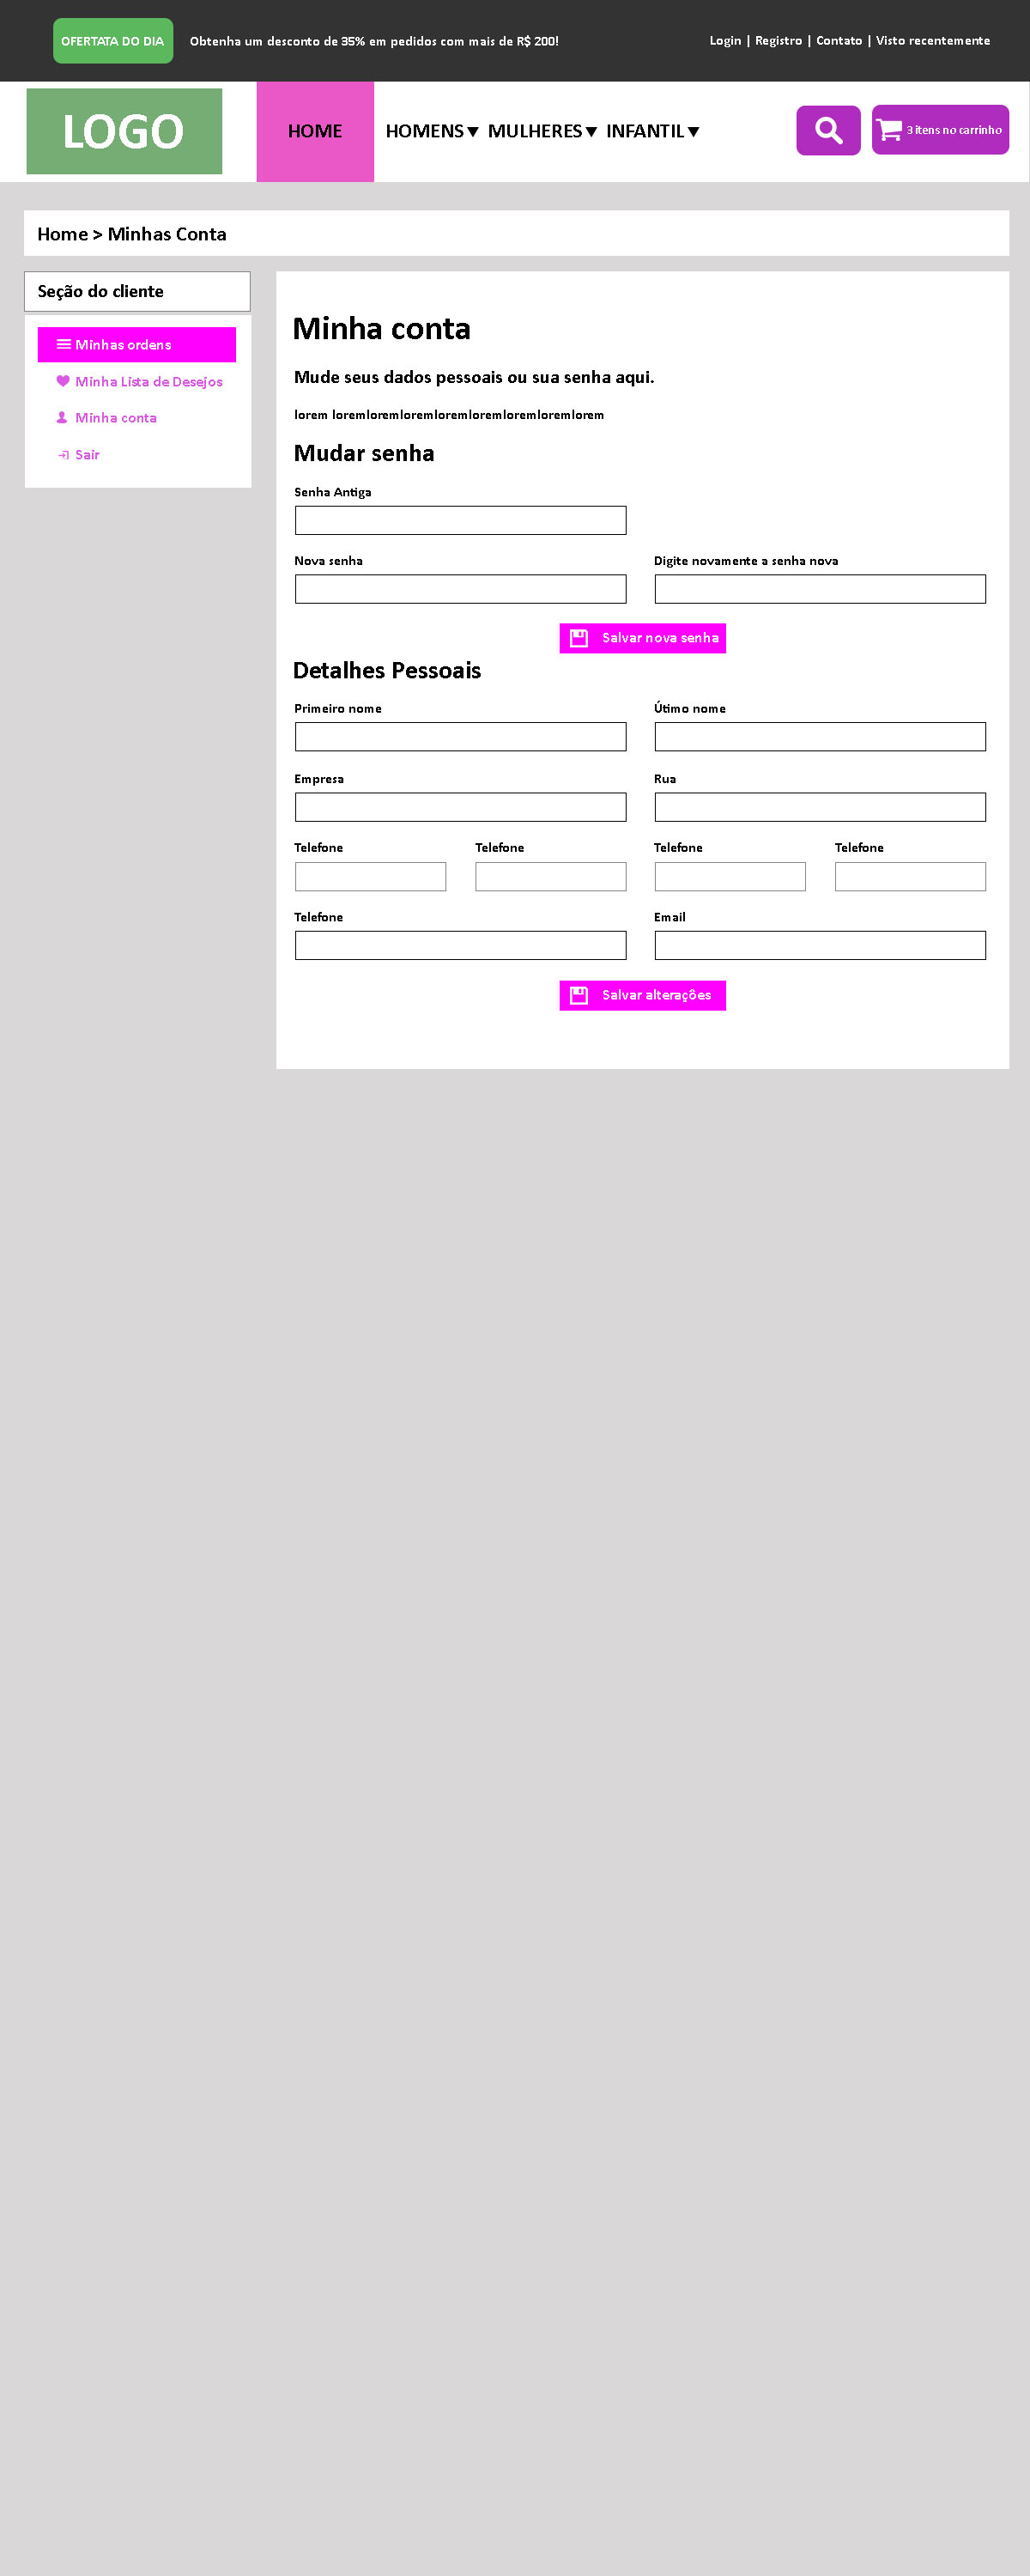 OFERTATA DO DIA
Obtenha um desconto de 35% em pedidos com mais de R$ 200!
Login | Registro | Contato | Visto recentemente
LOGO
HOME
HOMENS▼ MULHERES▼ INFANTIL▼
3 itens no carrinho
Home > Minhas Conta
Seção do cliente
Minhas ordens
Minha Lista de Desejos
Minha conta
Sair
Minha conta
Mude seus dados pessoais ou sua senha aqui.
lorem loremloremloremloremloremloremloremlorem
Mudar senha
Senha Antiga
Nova senha
Digite novamente a senha nova
Salvar nova senha
Detalhes Pessoais
Primeiro nome
Útimo nome
Empresa
Rua
Telefone
Telefone
Telefone
Telefone
Telefone
Email
Salvar alterações